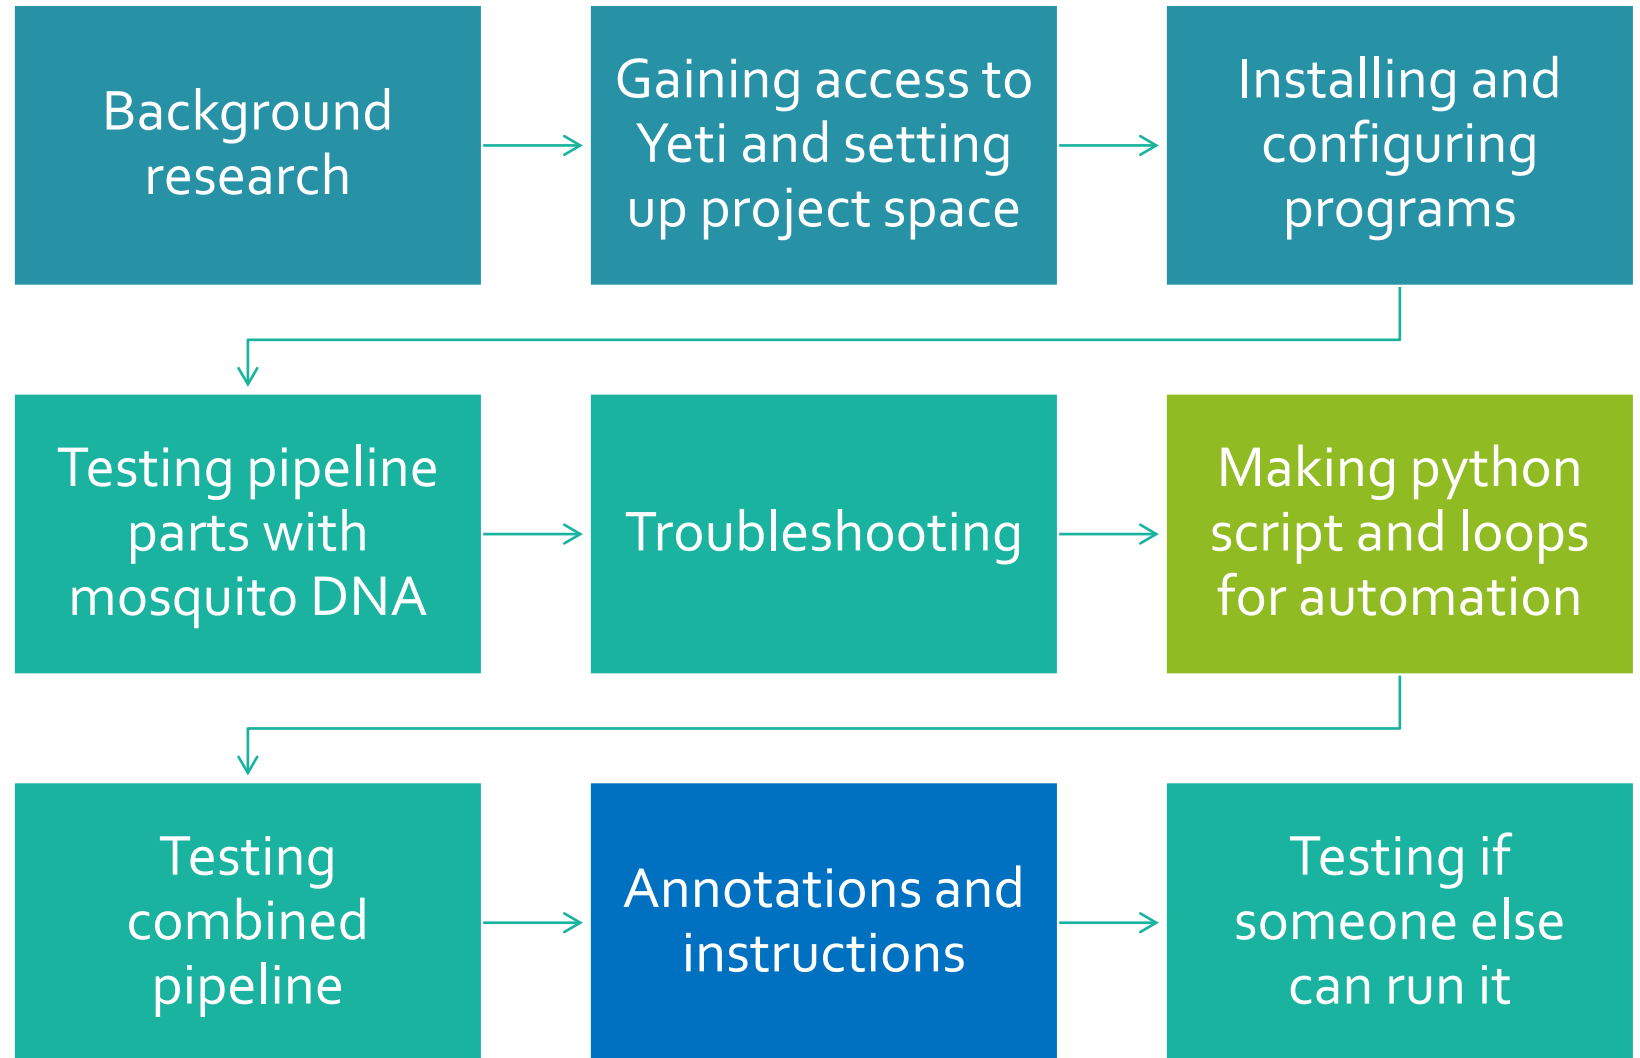 Background
research
Gaining access to
Yeti and setting
up project space
Installing and
configuring
programs
Testing pipeline
parts with
mosquito DNA
Troubleshooting
Making python
script and loops
for automation
Testing
combined
pipeline
Annotations and
instructions
Testing if
someone else
can run it